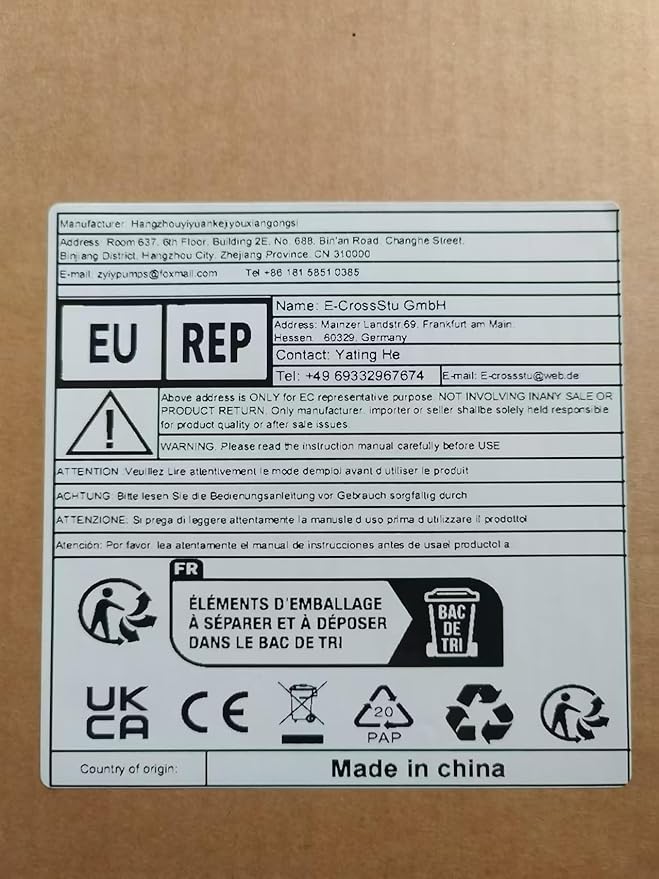 Manufacturer: Hangzhouyiyuankejiyouxiangongsi
Address: Room 637, 6th Floor, Building 2E, No. 688, Bin'an Road, Changhe Street,
Binjiang District, Hangzhou City, Zhejiang Province, CN 310000
E-mail: zyiypumps@foxmail.com Tel +86 181 5851 0385
EU REP
Name: E-CrossStu GmbH
Address: Mainzer Landstr.69, Frankfurt am Main,
Hessen, 60329, Germany
Contact: Yating He
Tel: +49 69332967674 E-mail: E-crossstu@web.de
Above address is ONLY for EC representative purpose. NOT INVOLVING INANY SALE OR
PRODUCT RETURN. Only manufacturer, importer or seller shallbe solely held responsible
for product quality or after sale issues.
WARNING: Please read the instruction manual carefully before USE
ATTENTION :Veuillez Lire attentivement le mode demploi avant d utiliser le produit
ACHTUNG: Bitte lesen Sie die Bedienungsanleitung vor Gebrauch sorgfältig durch
ATTENZIONE: Si prega di leggere attentamente la manusle d uso prima d utilizzare il prodottol
Atención: Por favor, lea atentamente el manual de instrucciones antes de usael productol a
FR
ÉLÉMENTS D'EMBALLAGE
À SÉPARER ET À DÉPOSER
DANS LE BAC DE TRI
BAC
DE
TRI
UK
CA
CE
20
PAP
Country of origin: Made in china